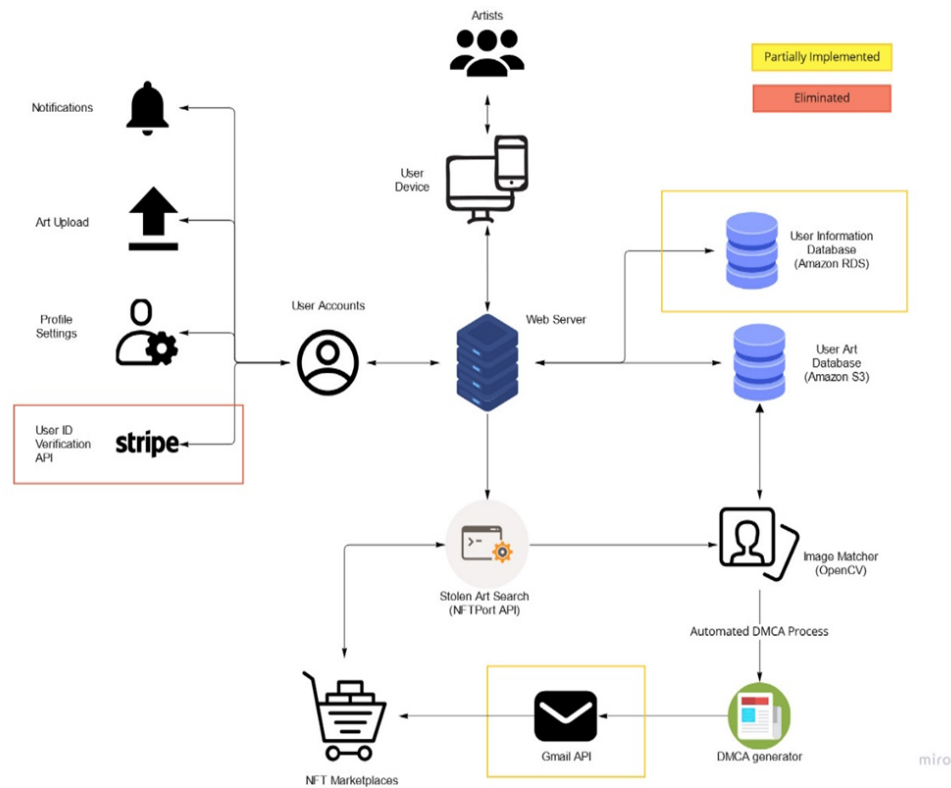 Artists
Partially Implemented
Eliminated
Notifications
User
Device
Art Upload
User Information
Database
(Amazon RDS)
Profile
Settings
User Accounts
Web Server
User Art
Database
(Amazon S3)
User ID
Verification
API
stripe
Stolen Art Search
(NFTPort API)
Image Matcher
(OpenCV)
Automated DMCA Process
Gmail API
DMCA generator
NFT Marketplaces
miro